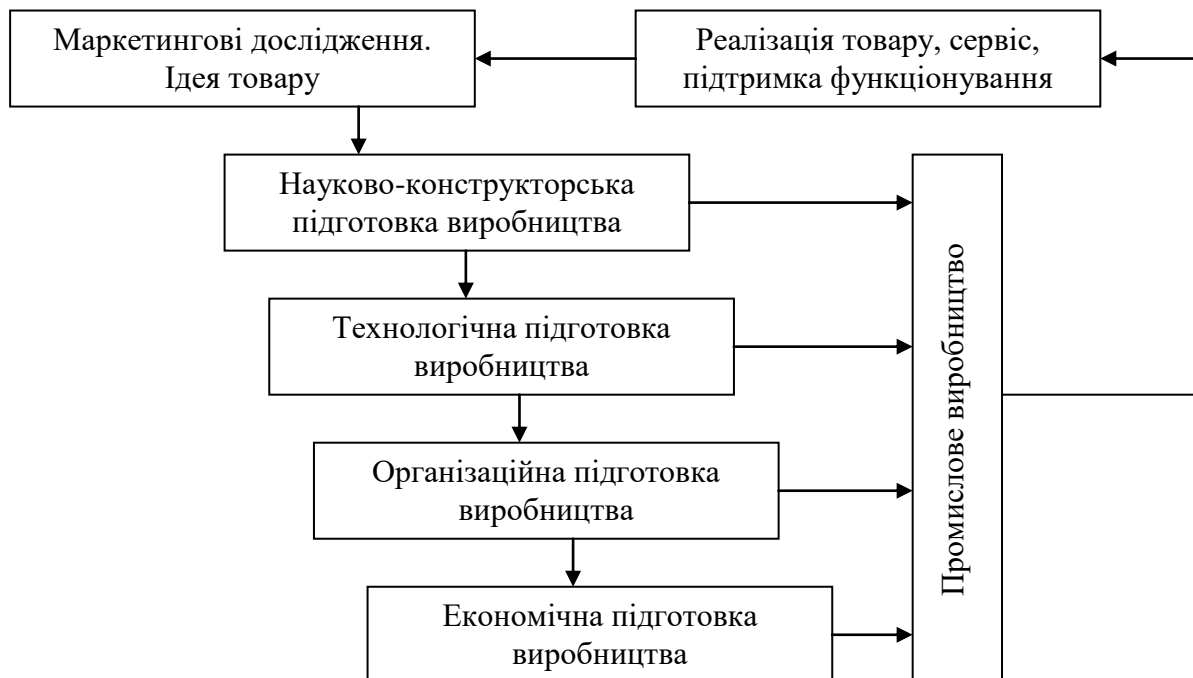 Маркетингові дослідження.
Ідея товару
Реалізація товару, сервіс,
підтримка функціонування
Науково-конструкторська
підготовка виробництва
Технологічна підготовка
виробництва
Організаційна підготовка
виробництва
Економічна підготовка
виробництва
Промислове виробництво